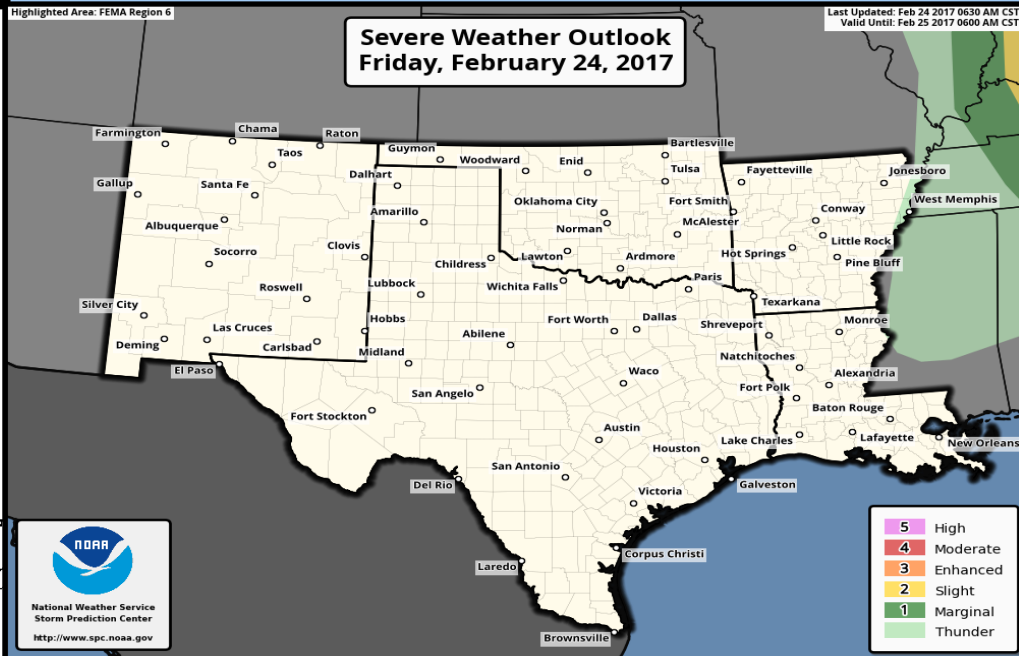 Highlighted Area: FEMA Region 6
Last Updated: Feb 24 2017 0630 AM CST
Valid Until: Feb 25 2017 0600 AM CST
Severe Weather Outlook
Friday, February 24, 2017
Farmington
Chama
Raton
Taos
Guymon
Woodward
Enid
Bartlesville
Tulsa
Fayetteville
Jonesboro
Gallup
Santa Fe
Dalhart
Oklahoma City
Fort Smith
West Memphis
Albuquerque
Amarillo
Norman
McAlester
Conway
Socorro
Clovis
Childress
Lawton
Ardmore
Hot Springs
Little Rock
Pine Bluff
Roswell
Lubbock
Wichita Falls
Paris
Texarkana
Silver City
Deming
Las Cruces
Carlsbad
Hobbs
Midland
Abilene
Fort Worth
Dallas
Shreveport
Monroe
El Paso
San Angelo
Waco
Natchitoches
Fort Polk
Alexandria
Fort Stockton
Austin
Houston
Lake Charles
Baton Rouge
Lafayette
New Orleans
San Antonio
Del Rio
Victoria
Galveston
Laredo
Corpus Christi
Brownsville
NOAA
National Weather Service
Storm Prediction Center
http://www.spc.noaa.gov
5 High
4 Moderate
3 Enhanced
2 Slight
1 Marginal
Thunder